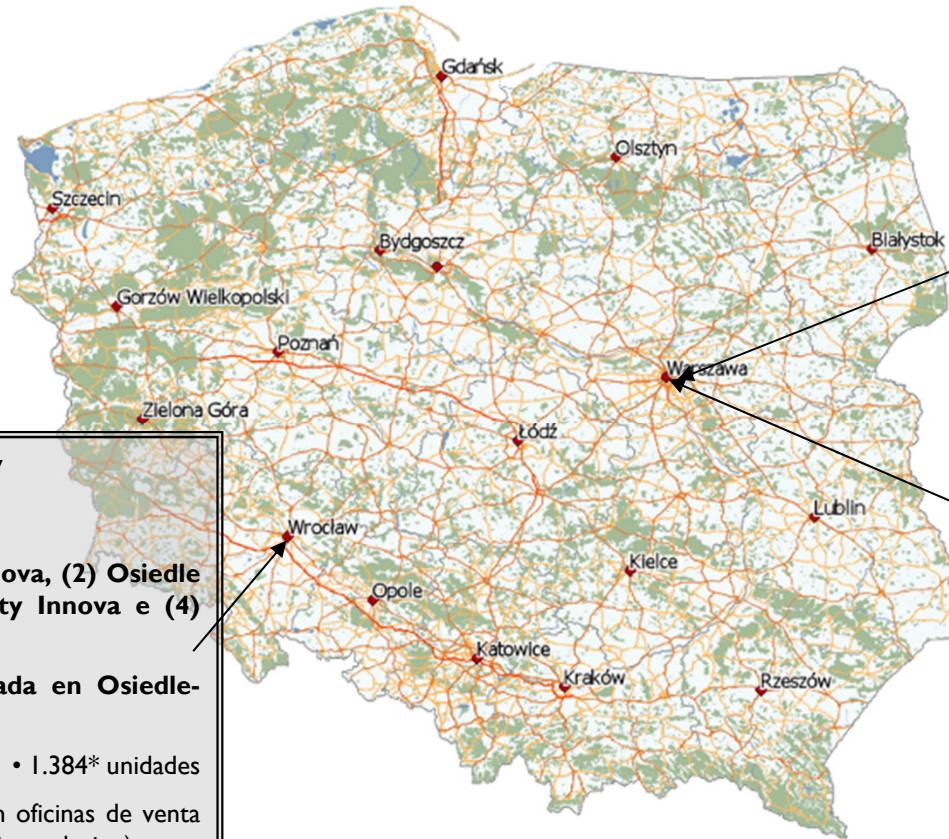 Gdańsk
Olsztyn
Szczecin
Bydgoszcz
Białystok
Gorzów Wielkopolski
Poznań
Warszawa
Zielona Góra
Łódź
Lublin
Wrocław
Kielce
Opole
Katowice
Kraków
Rzeszów
ova, (2) Osiedle
ty Innova e (4)
ada en Osiedle-
• 1.384* unidades
n oficinas de venta